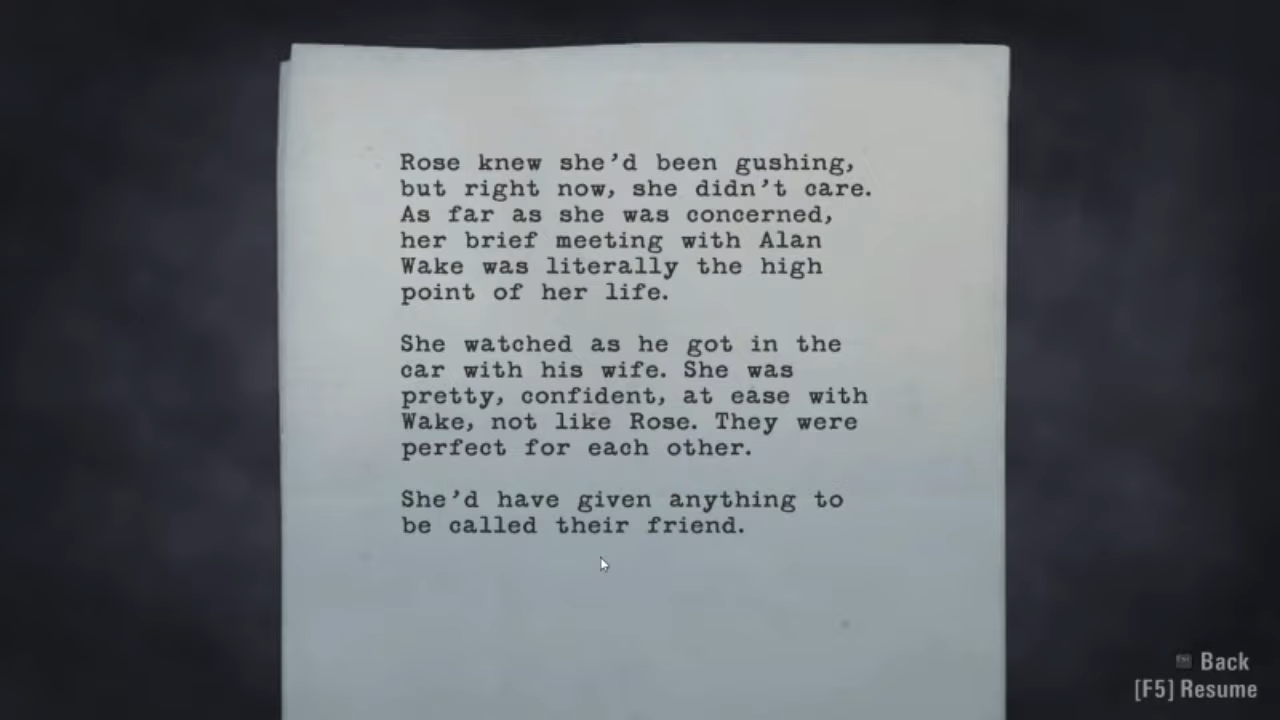 Rose knew she'd been gushing,
but right now, she didn't care.
As far as she was concerned,
her brief meeting with Alan
Wake was literally the high
point of her life.
She watched as he got in the
car with his wife. She was
pretty, confident, at ease with
Wake, not like Rose. They were
perfect for each other.
She'd have given anything to
be called their friend.
Back
[F5] Resume